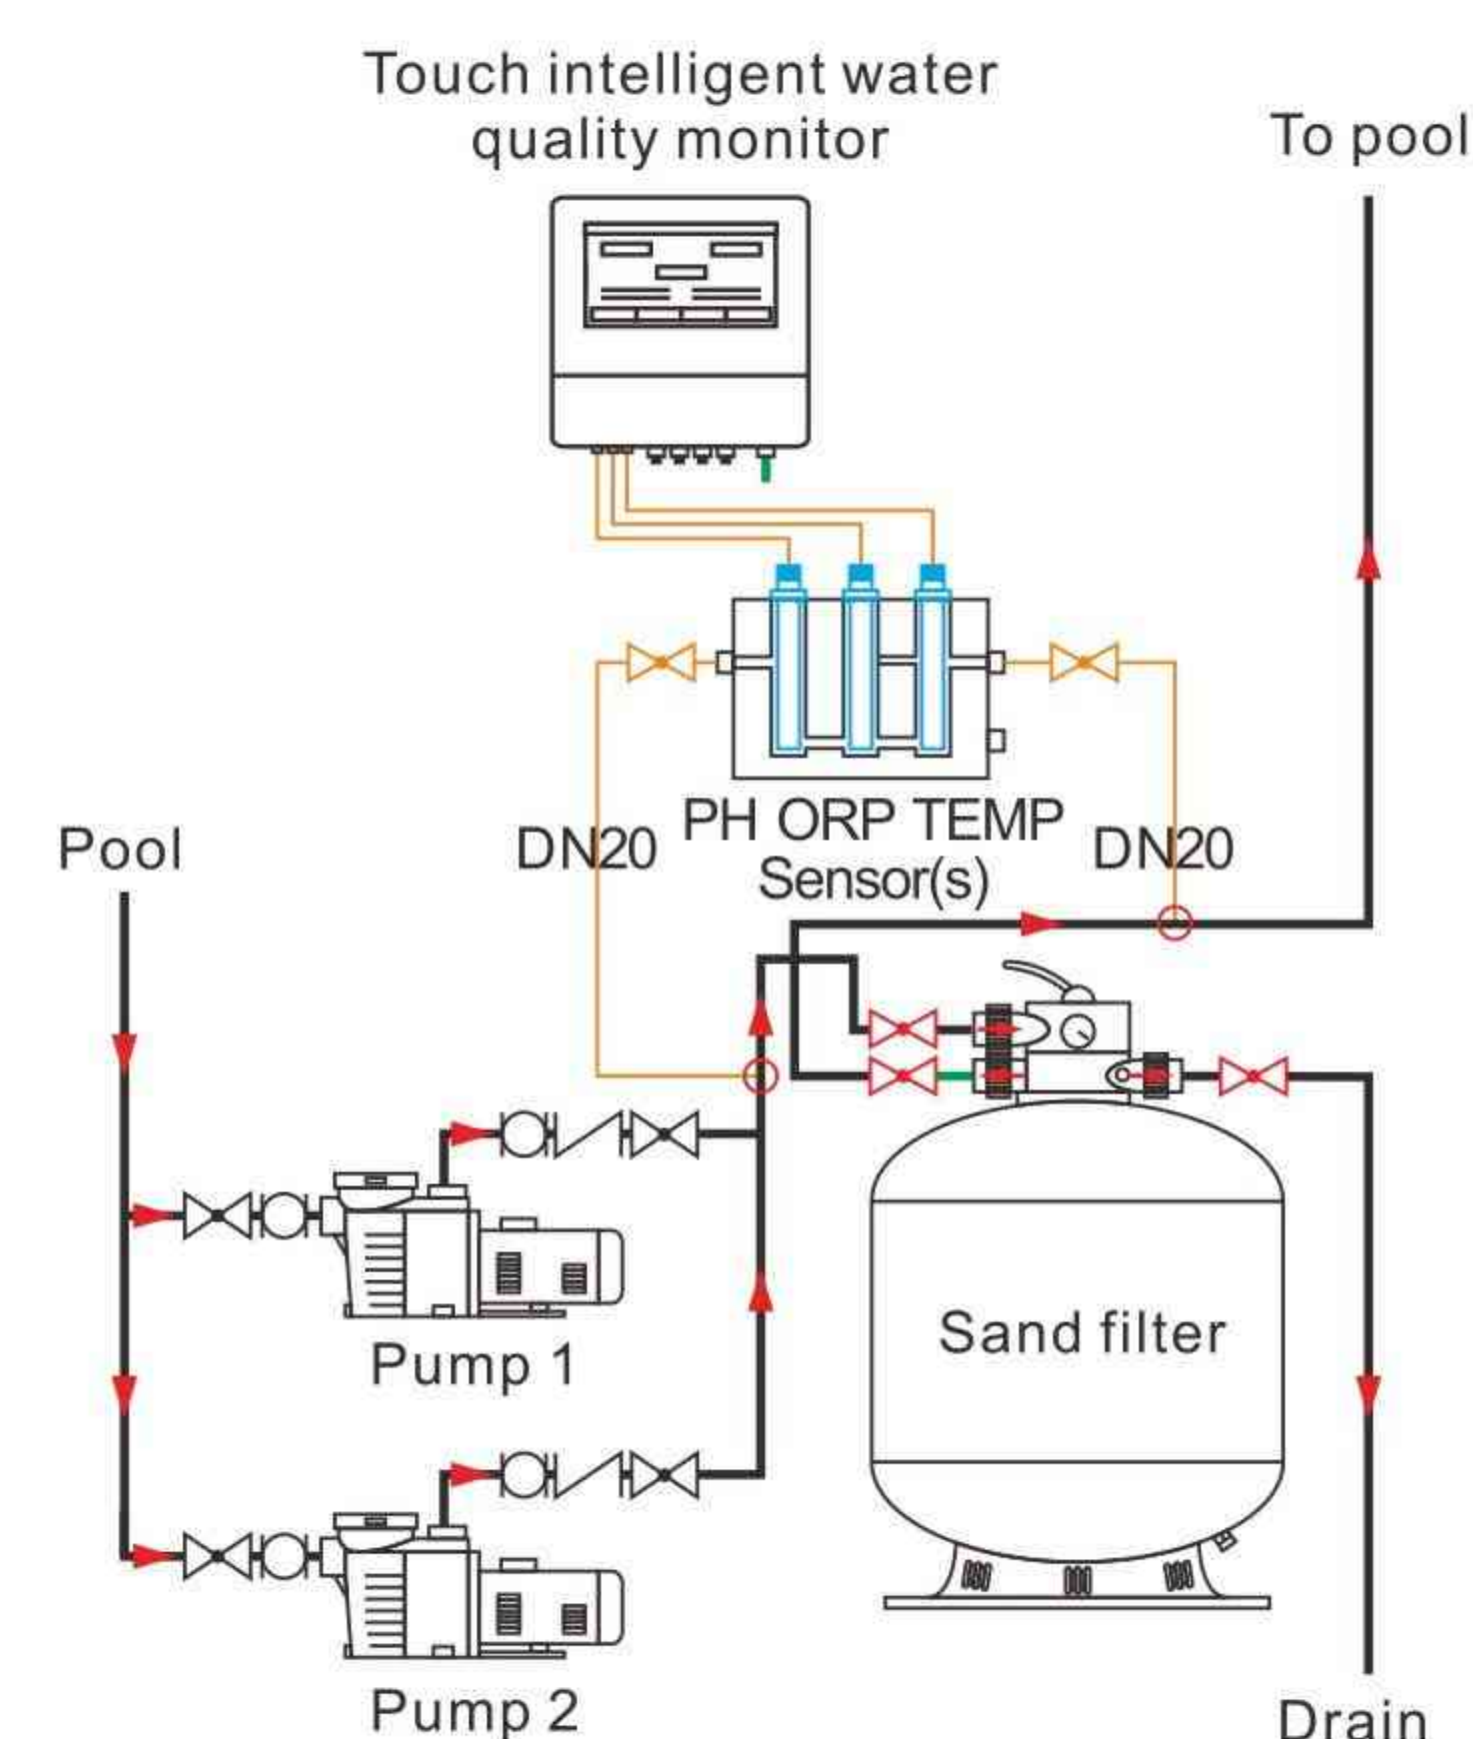 Touch intelligent water
quality monitor
To pool
PH ORP TEMP
Sensor(s)
DN20
DN20
Pool
Sand filter
Pump 1
Pump 2
Drain